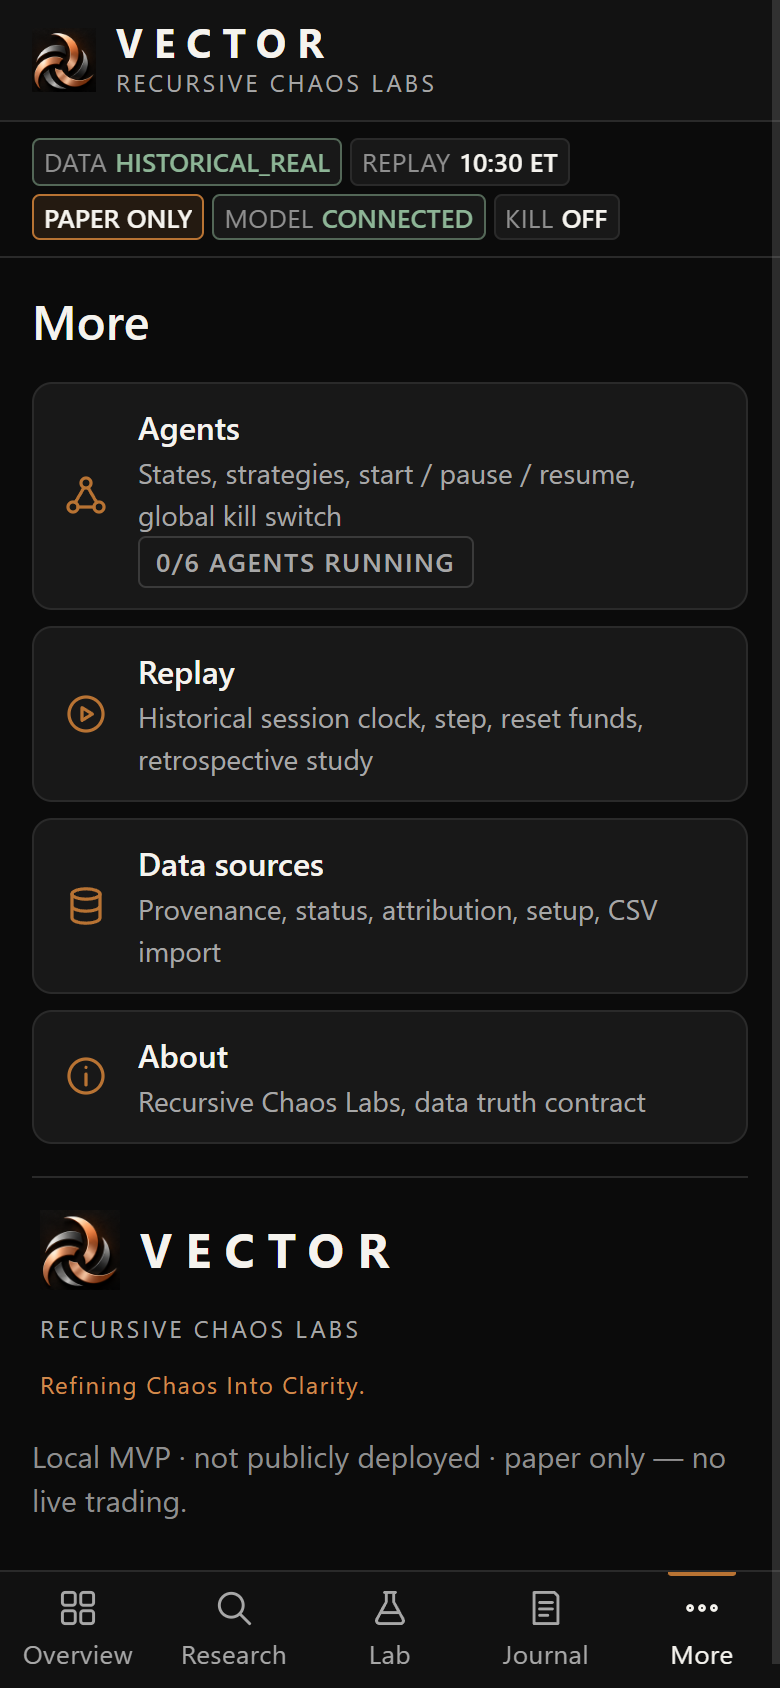 VECTOR
RECURSIVE CHAOS LABS
DATA HISTORICAL_REAL REPLAY 10:30 ET
PAPER ONLY MODEL CONNECTED KILL OFF
More
Agents
States, strategies, start / pause / resume,
global kill switch
0/6 AGENTS RUNNING
Replay
Historical session clock, step, reset funds,
retrospective study
Data sources
Provenance, status, attribution, setup, CSV
import
About
Recursive Chaos Labs, data truth contract
VECTOR
RECURSIVE CHAOS LABS
Refining Chaos Into Clarity.
Local MVP · not publicly deployed · paper only — no
live trading.
Overview Research Lab Journal More